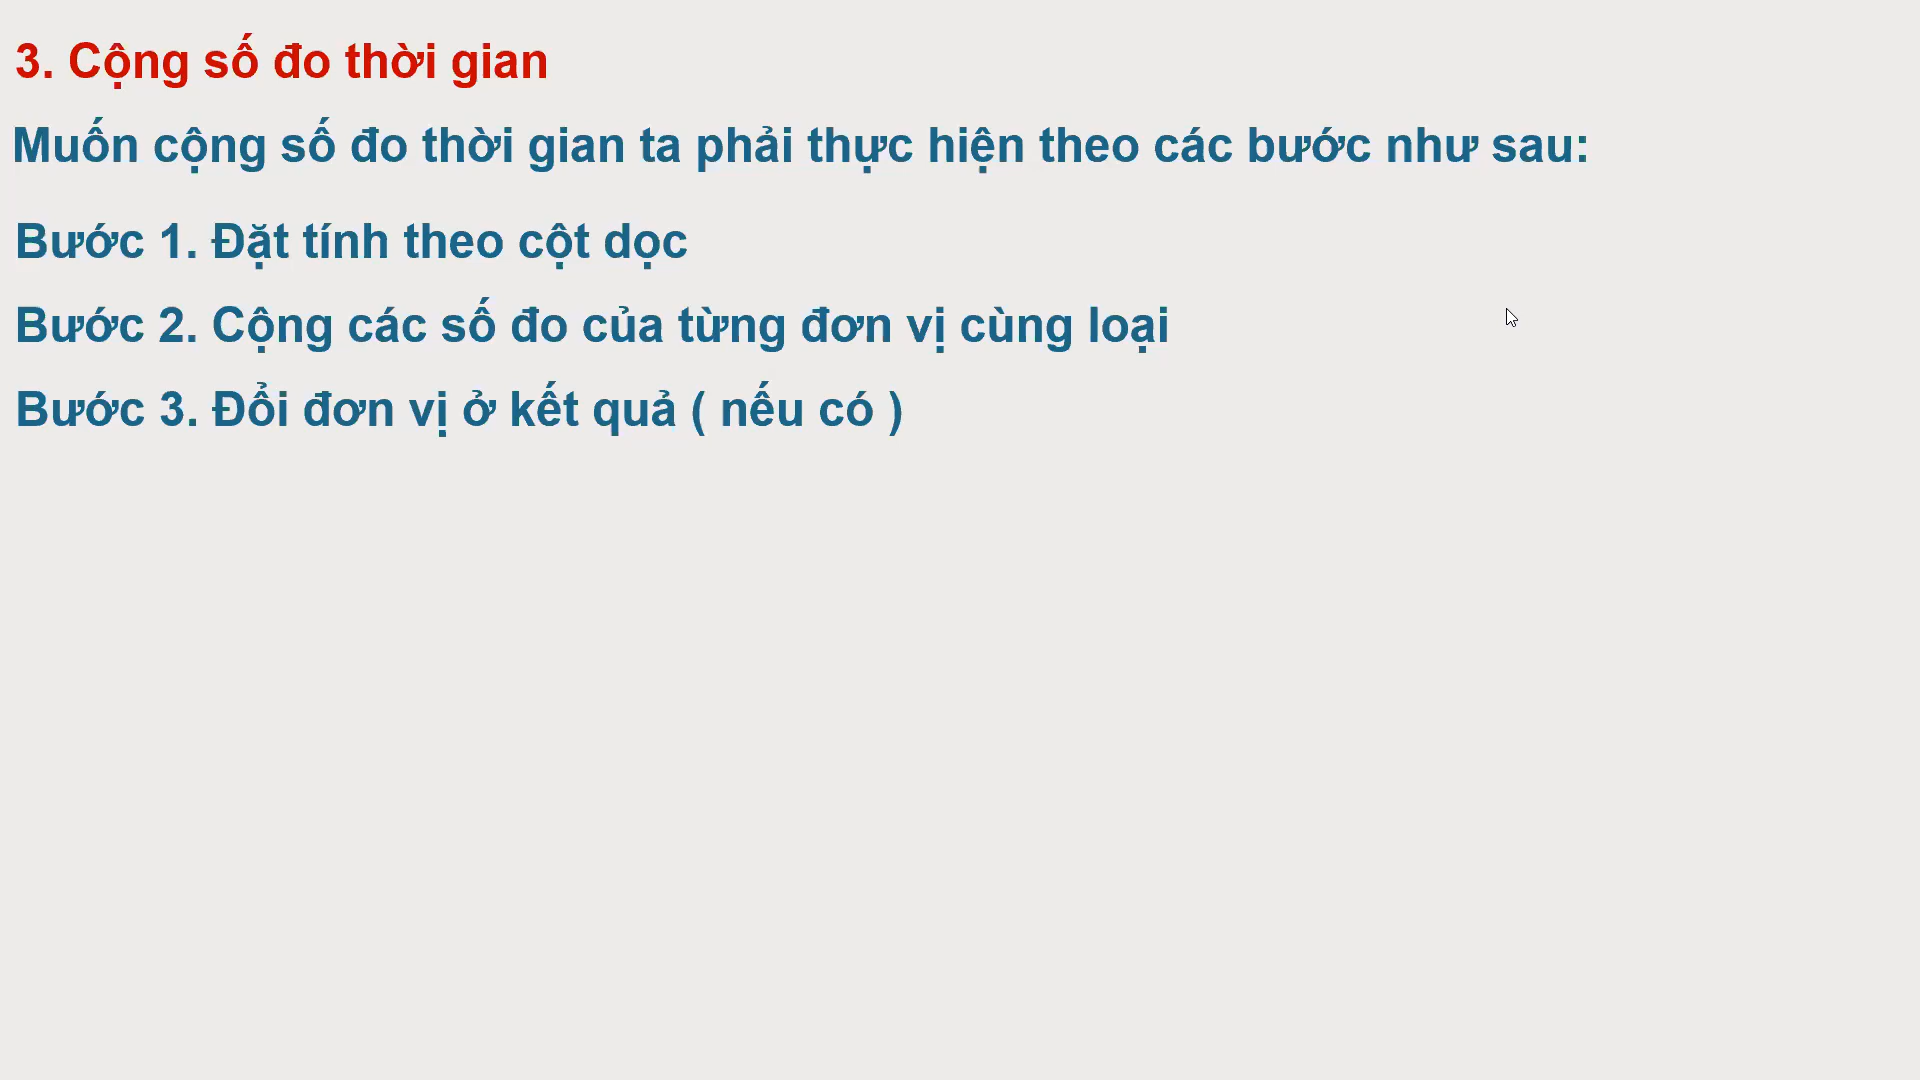 3. Cộng số đo thời gian
Muốn cộng số đo thời gian ta phải thực hiện theo các bước như sau:
Bước 1. Đặt tính theo cột dọc
Bước 2. Cộng các số đo của từng đơn vị cùng loại
Bước 3. Đổi đơn vị ở kết quả ( nếu có )